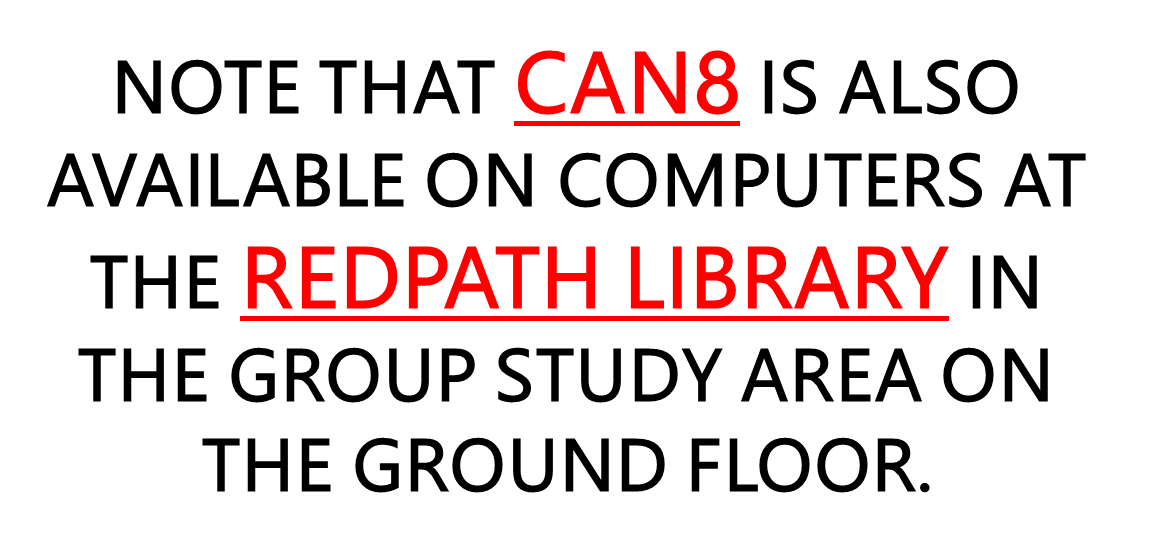 NOTE THAT CAN8 IS ALSO
AVAILABLE ON COMPUTERS AT
THE REDPATH LIBRARY IN
THE GROUP STUDY AREA ON
THE GROUND FLOOR.